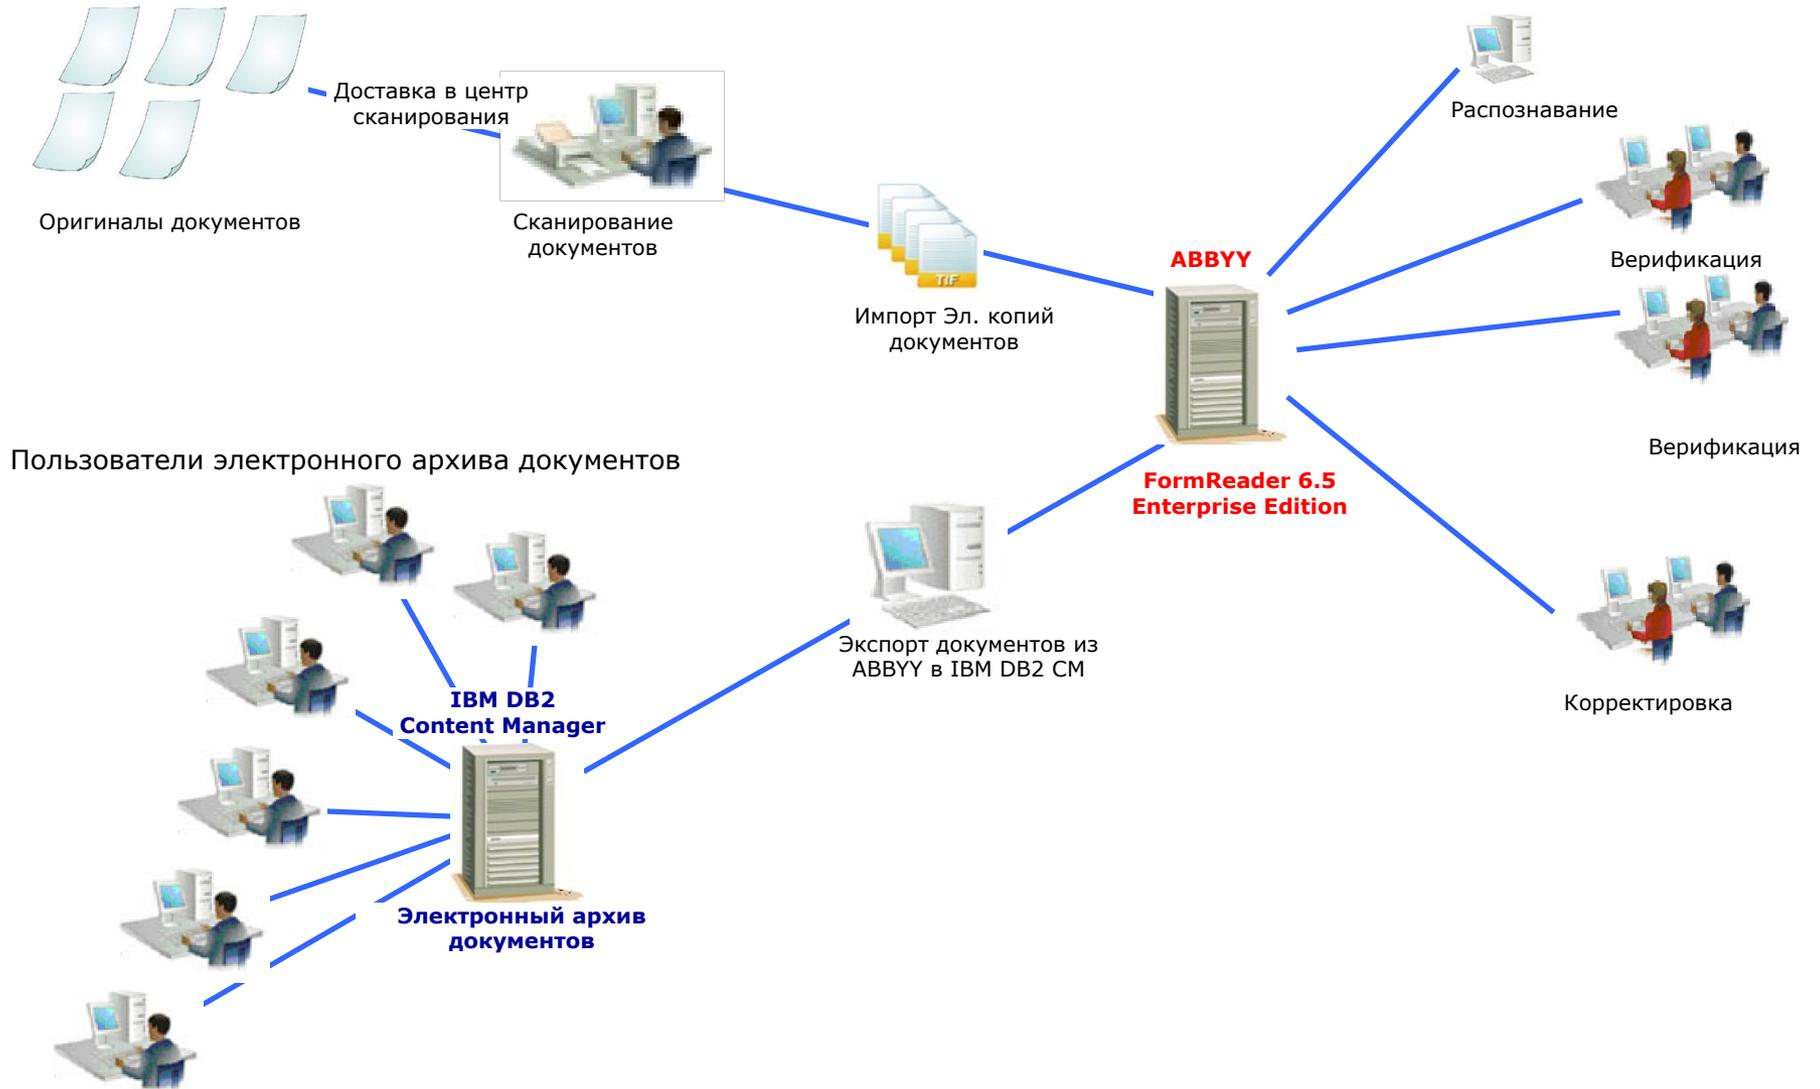 Доставка в центр
сканирования
Оригиналы документов
Сканирование
документов
TIF
Импорт Эл. копий
документов
ABBYY
FormReader 6.5
Enterprise Edition
Распознавание
Верификация
Верификация
Корректировка
Экспорт документов из
ABBYY в IBM DB2 CM
Пользователи электронного архива документов
IBM DB2
Content Manager
Электронный архив
документов